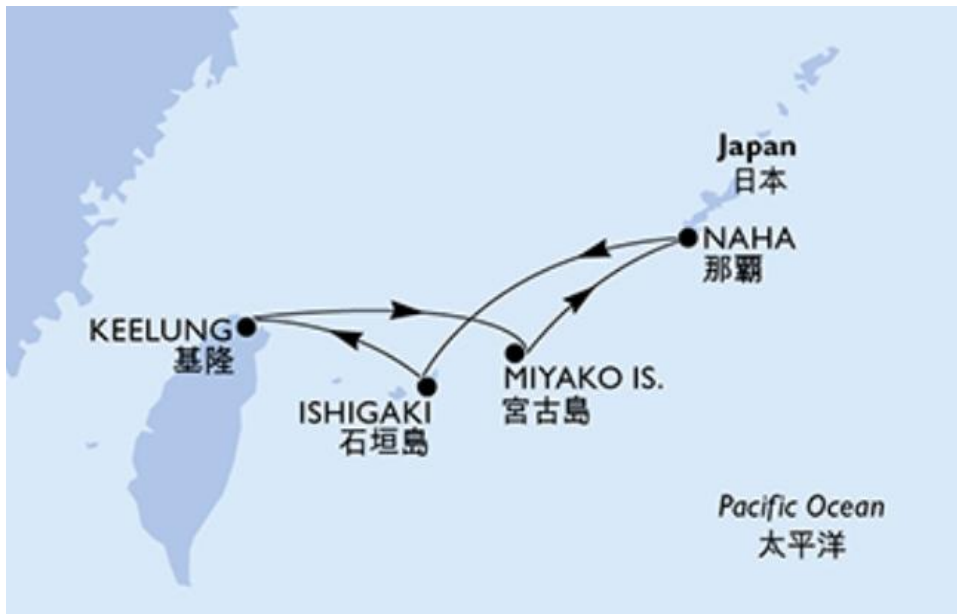 Japan
日本
NAHA
那覇
KEELUNG
基隆
MIYAKO IS.
宮古島
ISHIGAKI
石垣島
Pacific Ocean
太平洋